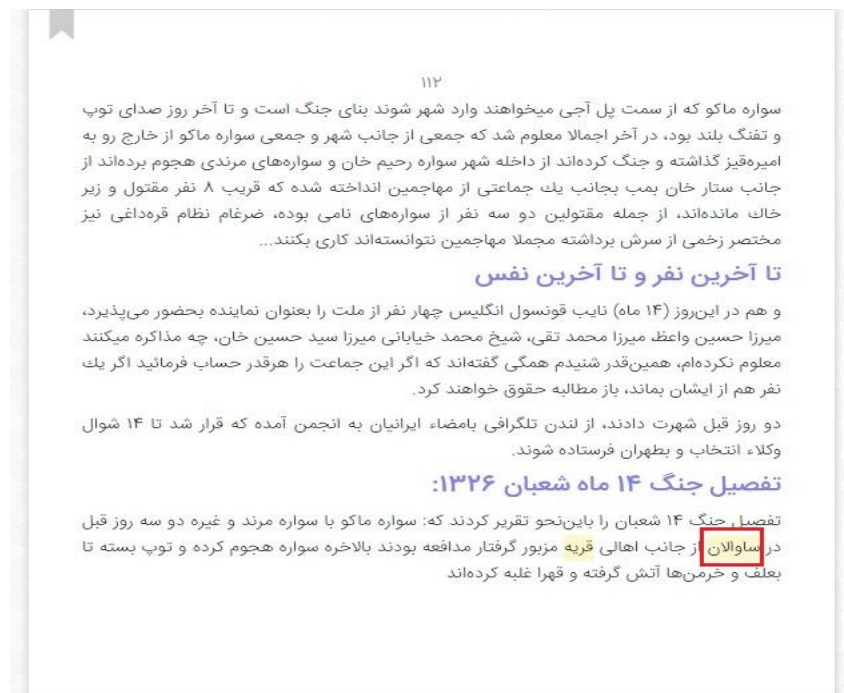 ۱۱۲
سواره ماکو که از سمت پل آجی میخواهند وارد شهر شوند بنای جنگ است و تا آخر روز صدای توپ
و تفنگ بلند بود، در آخر اجمالا معلوم شد که جمعی از جانب شهر و جمعی سواره ماکو از خارج رو به
امیره‌قیز گذاشته و جنگ کرده‌اند از داخله شهر سواره رحیم خان و سواره‌های مرندی هجوم برده‌اند از
جانب ستار خان بمب بجانب یك جماعتی از مهاجمین انداخته شده که قریب ۸ نفر مقتول و زیر
خاك مانده‌اند، از جمله مقتولین دو سه نفر از سواره‌های نامی بوده، ضرغام نظام قره‌داغی نیز
مختصر زخمی از سرش برداشته مجملا مهاجمین نتوانسته‌اند کاری بکنند...
تا آخرین نفر و تا آخرین نفس
و هم در این‌روز (۱۴ ماه) نایب قونسول انگلیس چهار نفر از ملت را بعنوان نماینده بحضور می‌پذیرد،
میرزا حسین واعظ، میرزا محمد تقی، شیخ محمد خیابانی میرزا سید حسین خان، چه مذاکره میکنند
معلوم نکرده‌ام، همین‌قدر شنیدم همگی گفته‌اند که اگر این جماعت را هرقدر حساب فرمائید اگر یك
نفر هم از ایشان بماند، باز مطالبه حقوق خواهند کرد.
دو روز قبل شهرت دادند، از لندن تلگرافی بامضاء ایرانیان به انجمن آمده که قرار شد تا ۱۴ شوال
وکلاء انتخاب و بطهران فرستاده شوند.
تفصیل جنگ ۱۴ ماه شعبان ۱۳۲۶:
تفصیل جنگ ۱۴ شعبان را باین‌نحو تقریر کردند که: سواره ماکو با سواره مرند و غیره دو سه روز قبل
در ساوالان از جانب اهالی قریه مزبور گرفتار مدافعه بودند بالاخره سواره هجوم کرده و توپ بسته تا
بعلف و خرمن‌ها آتش گرفته و قهرا غلبه کرده‌اند